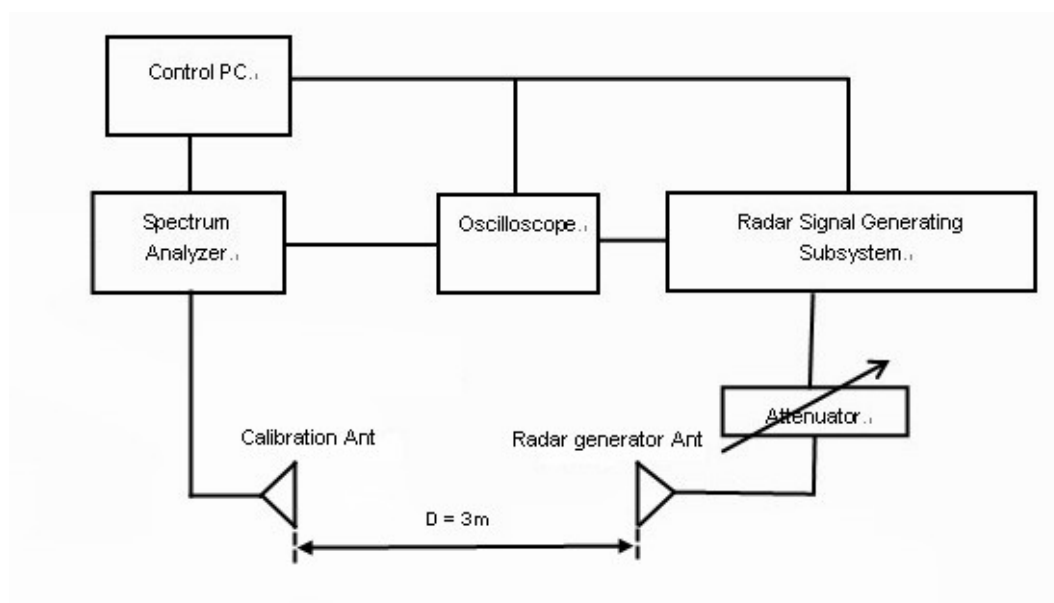 Control PC.
Spectrum
Analyzer.
Oscilloscope.
Radar Signal Generating
Subsystem.
Attenuator.
Calibration Ant
Radar generator Ant
D = 3m